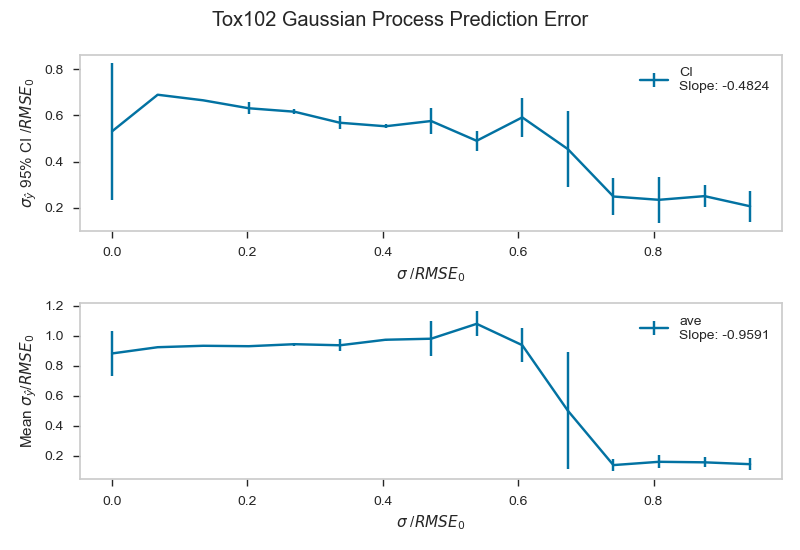 Tox102 Gaussian Process Prediction Error
σ_ŷ 95% CI /RMSE₀
0.8
0.6
0.4
0.2
CI
Slope: -0.4824
0.0 0.2 0.4 0.6 0.8
σ /RMSE₀
Mean σ_ŷ/RMSE₀
1.2
1.0
0.8
0.6
0.4
0.2
ave
Slope: -0.9591
0.0 0.2 0.4 0.6 0.8
σ /RMSE₀